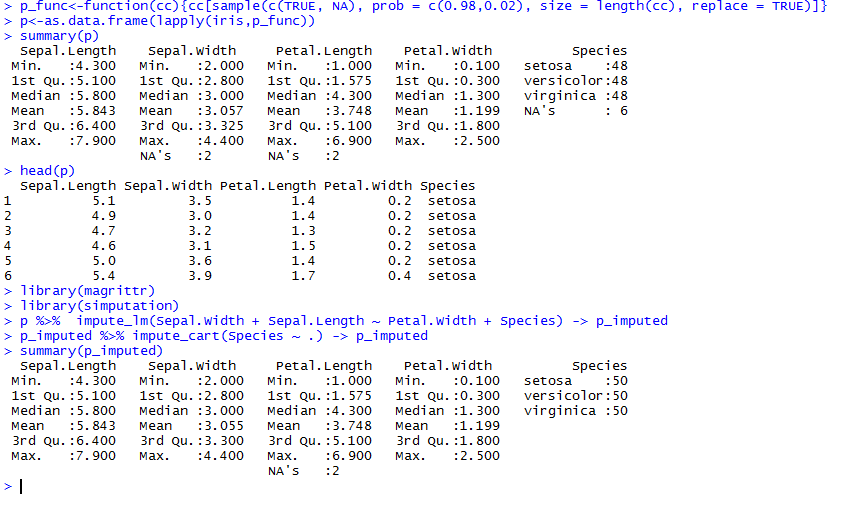 > p_func<-function(cc){cc[sample(c(TRUE, NA), prob = c(0.98,0.02), size = length(cc), replace = TRUE)]}
> p<-as.data.frame(lapply(iris,p_func))
> summary(p)
  Sepal.Length    Sepal.Width     Petal.Length    Petal.Width          Species
 Min.   :4.300   Min.   :2.000   Min.   :1.000   Min.   :0.100   setosa    :48
 1st Qu.:5.100   1st Qu.:2.800   1st Qu.:1.575   1st Qu.:0.300   versicolor:48
 Median :5.800   Median :3.000   Median :4.300   Median :1.300   virginica :48
 Mean   :5.843   Mean   :3.057   Mean   :3.748   Mean   :1.199   NA's      : 6
 3rd Qu.:6.400   3rd Qu.:3.325   3rd Qu.:5.100   3rd Qu.:1.800
 Max.   :7.900   Max.   :4.400   Max.   :6.900   Max.   :2.500
                 NA's   :2       NA's   :2
> head(p)
  Sepal.Length Sepal.Width Petal.Length Petal.Width Species
1          5.1         3.5          1.4         0.2  setosa
2          4.9         3.0          1.4         0.2  setosa
3          4.7         3.2          1.3         0.2  setosa
4          4.6         3.1          1.5         0.2  setosa
5          5.0         3.6          1.4         0.2  setosa
6          5.4         3.9          1.7         0.4  setosa
> library(magrittr)
> library(simputation)
> p %>%  impute_lm(Sepal.Width + Sepal.Length ~ Petal.Width + Species) -> p_imputed
> p_imputed %>% impute_cart(Species ~ .) -> p_imputed
> summary(p_imputed)
  Sepal.Length    Sepal.Width     Petal.Length    Petal.Width          Species
 Min.   :4.300   Min.   :2.000   Min.   :1.000   Min.   :0.100   setosa    :50
 1st Qu.:5.100   1st Qu.:2.800   1st Qu.:1.575   1st Qu.:0.300   versicolor:50
 Median :5.800   Median :3.000   Median :4.300   Median :1.300   virginica :50
 Mean   :5.843   Mean   :3.055   Mean   :3.748   Mean   :1.199
 3rd Qu.:6.400   3rd Qu.:3.300   3rd Qu.:5.100   3rd Qu.:1.800
 Max.   :7.900   Max.   :4.400   Max.   :6.900   Max.   :2.500
                                 NA's   :2
>